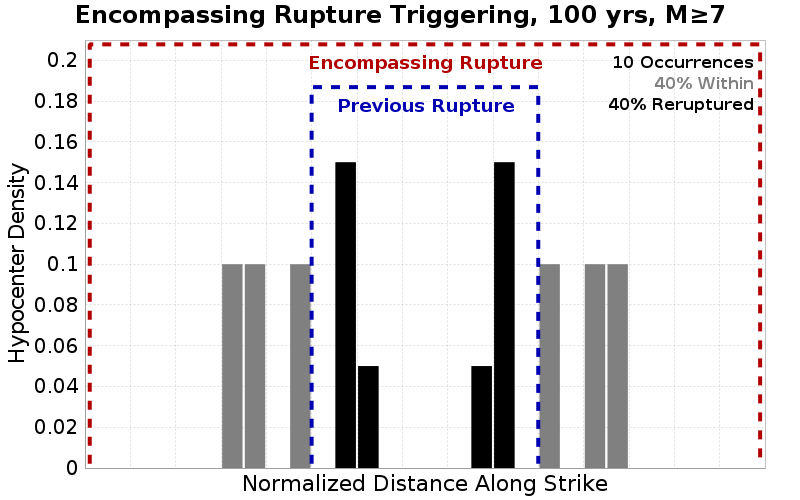 Encompassing Rupture Triggering, 100 yrs, M≥7
Encompassing Rupture
Previous Rupture
10 Occurrences
40% Within
40% Reruptured
Hypocenter Density
0.2
0.18
0.16
0.14
0.12
0.1
0.08
0.06
0.04
0.02
0
Normalized Distance Along Strike